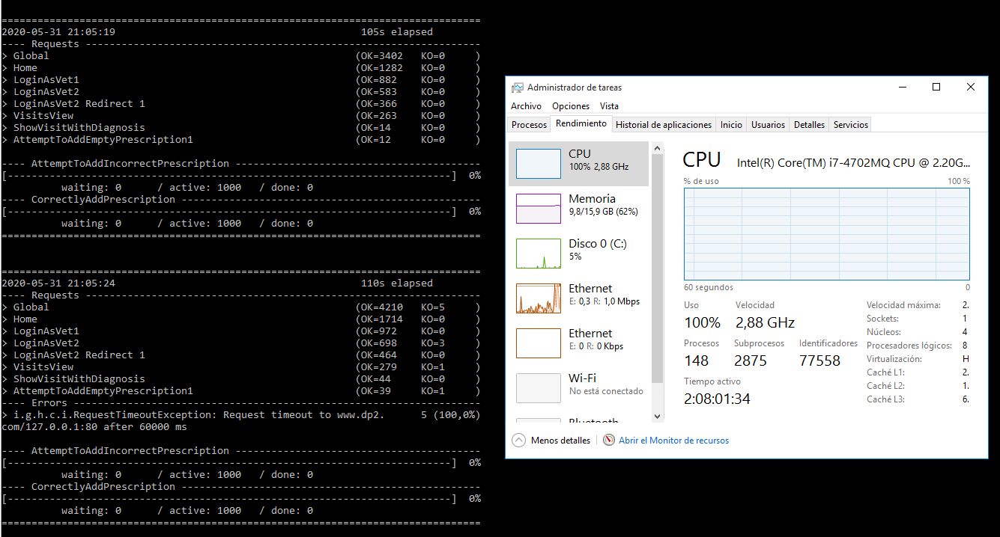 ================================================================================
2020-05-31 21:05:19                                         105s elapsed
---- Requests ------------------------------------------------------------------
> Global                                                   (OK=3402   KO=0     )
> Home                                                     (OK=1282   KO=0     )
> LoginAsVet1                                              (OK=882    KO=0     )
> LoginAsVet2                                              (OK=583    KO=0     )
> LoginAsVet2 Redirect 1                                   (OK=366    KO=0     )
> VisitsView                                               (OK=263    KO=0     )
> ShowVisitWithDiagnosis                                   (OK=14     KO=0     )
> AttemptToAddEmptyPrescription1                           (OK=12     KO=0     )
---- AttemptToAddIncorrectPrescription -----------------------------------------
[--------------------------------------------------------------------------]  0%
          waiting: 0      / active: 1000   / done: 0
---- CorrectlyAddPrescription --------------------------------------------------
[--------------------------------------------------------------------------]  0%
          waiting: 0      / active: 1000   / done: 0
================================================================================
================================================================================
2020-05-31 21:05:24                                         110s elapsed
---- Requests ------------------------------------------------------------------
> Global                                                   (OK=4210   KO=5     )
> Home                                                     (OK=1714   KO=0     )
> LoginAsVet1                                              (OK=972    KO=0     )
> LoginAsVet2                                              (OK=698    KO=3     )
> LoginAsVet2 Redirect 1                                   (OK=464    KO=0     )
> VisitsView                                               (OK=279    KO=1     )
> ShowVisitWithDiagnosis                                   (OK=44     KO=0     )
> AttemptToAddEmptyPrescription1                           (OK=39     KO=1     )
---- Errors --------------------------------------------------------------------
> i.g.h.c.i.RequestTimeoutException: Request timeout to www.dp2.      5 (100,0%)
com/127.0.0.1:80 after 60000 ms
---- AttemptToAddIncorrectPrescription -----------------------------------------
[--------------------------------------------------------------------------]  0%
          waiting: 0      / active: 1000   / done: 0
---- CorrectlyAddPrescription --------------------------------------------------
[--------------------------------------------------------------------------]  0%
          waiting: 0      / active: 1000   / done: 0
================================================================================
Administrador de tareas
Archivo Opciones Vista
Procesos Rendimiento Historial de aplicaciones Inicio Usuarios Detalles Servicios
CPU
100% 2,88 GHz
Memoria
9,8/15,9 GB (62%)
Disco 0 (C:)
5%
Ethernet
E: 0,3 R: 1,0 Mbps
Ethernet
E: 0 R: 0 Kbps
Wi-Fi
No está conectado
Bluetooth
CPU Intel(R) Core(TM) i7-4702MQ CPU @ 2.20G...
% de uso 100 %
60 segundos 0
Uso Velocidad
100% 2,88 GHz
Procesos Subprocesos Identificadores
148 2875 77558
Tiempo activo
2:08:01:34
Velocidad máxima: 2.
Sockets: 1
Núcleos: 4
Procesadores lógicos: 8
Virtualización: H
Caché L1: 2.
Caché L2: 1.
Caché L3: 6.
Menos detalles Abrir el Monitor de recursos